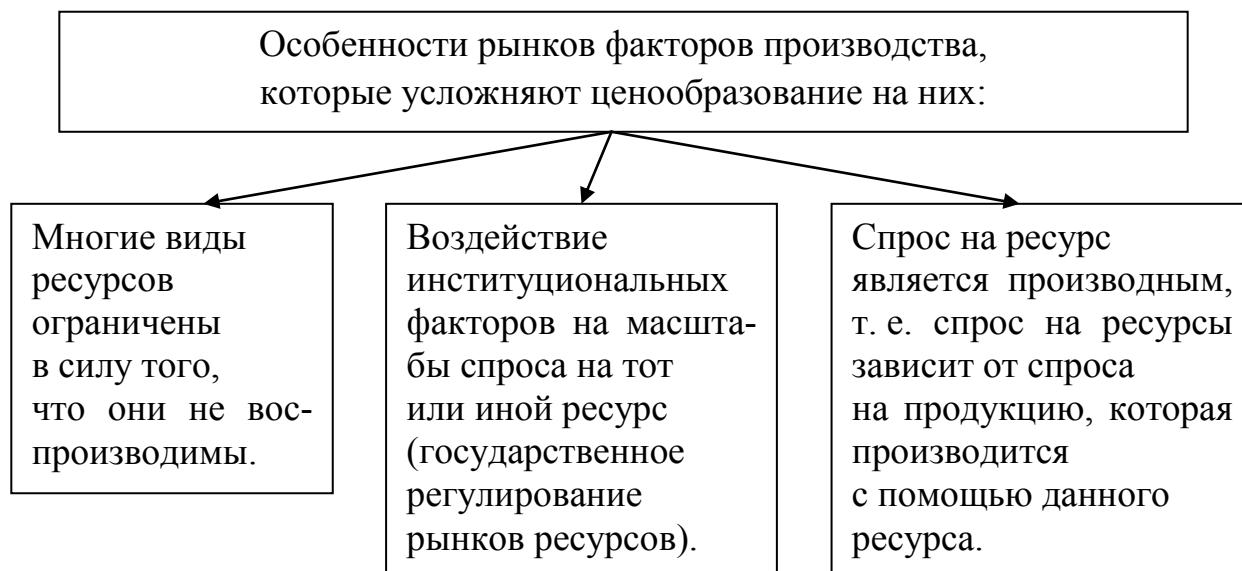 Особенности рынков факторов производства,
которые усложняют ценообразование на них:
Многие виды
ресурсов
ограничены
в силу того,
что они не вос-
производимы.
Воздействие
институциональных
факторов на масшта-
бы спроса на тот
или иной ресурс
(государственное
регулирование
рынков ресурсов).
Спрос на ресурс
является производным,
т. е. спрос на ресурсы
зависит от спроса
на продукцию, которая
производится
с помощью данного
ресурса.